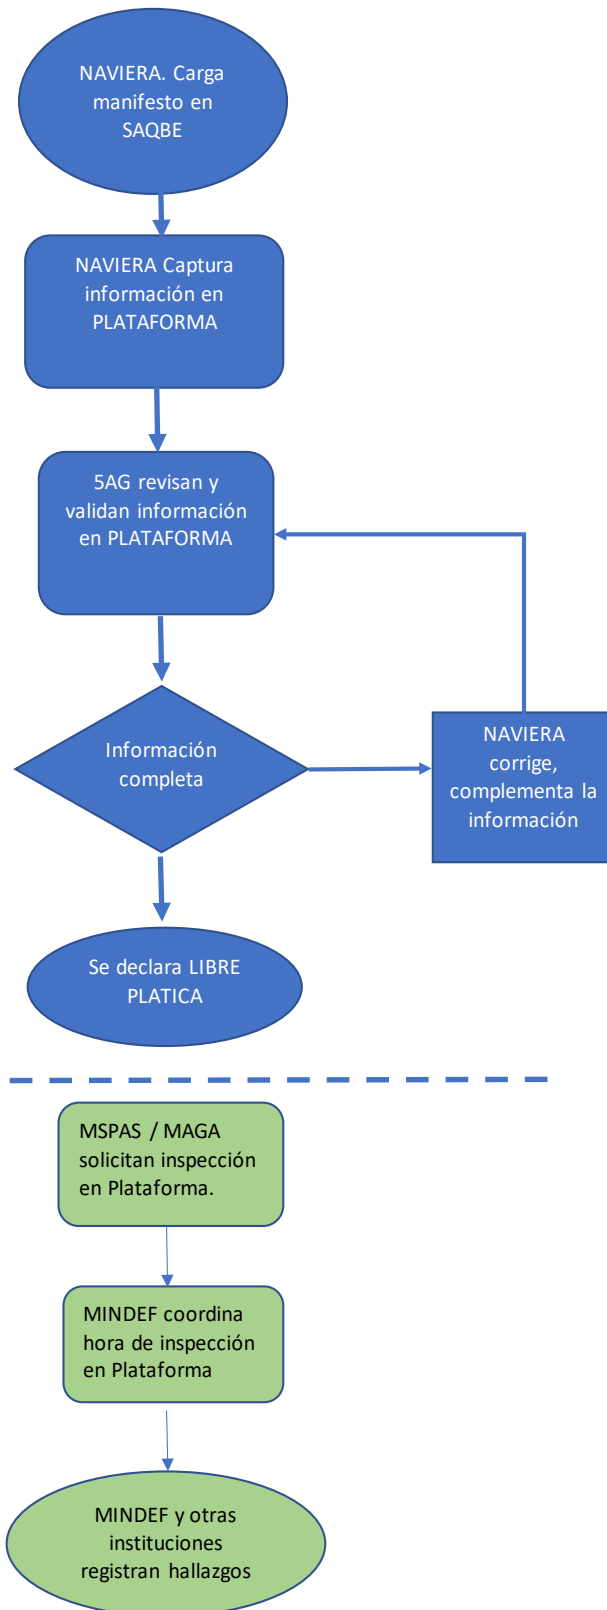 NAVIERA. Carga
manifesto en
SAQBE
NAVIERA Captura
información en
PLATAFORMA
5AG revisan y
validan información
en PLATAFORMA
Información
completa
NAVIERA
corrige,
complementa la
información
Se declara LIBRE
PLATICA
MSPAS / MAGA
solicitan inspección
en Plataforma.
MINDEF coordina
hora de inspección
en Plataforma
MINDEF y otras
instituciones
registran hallazgos